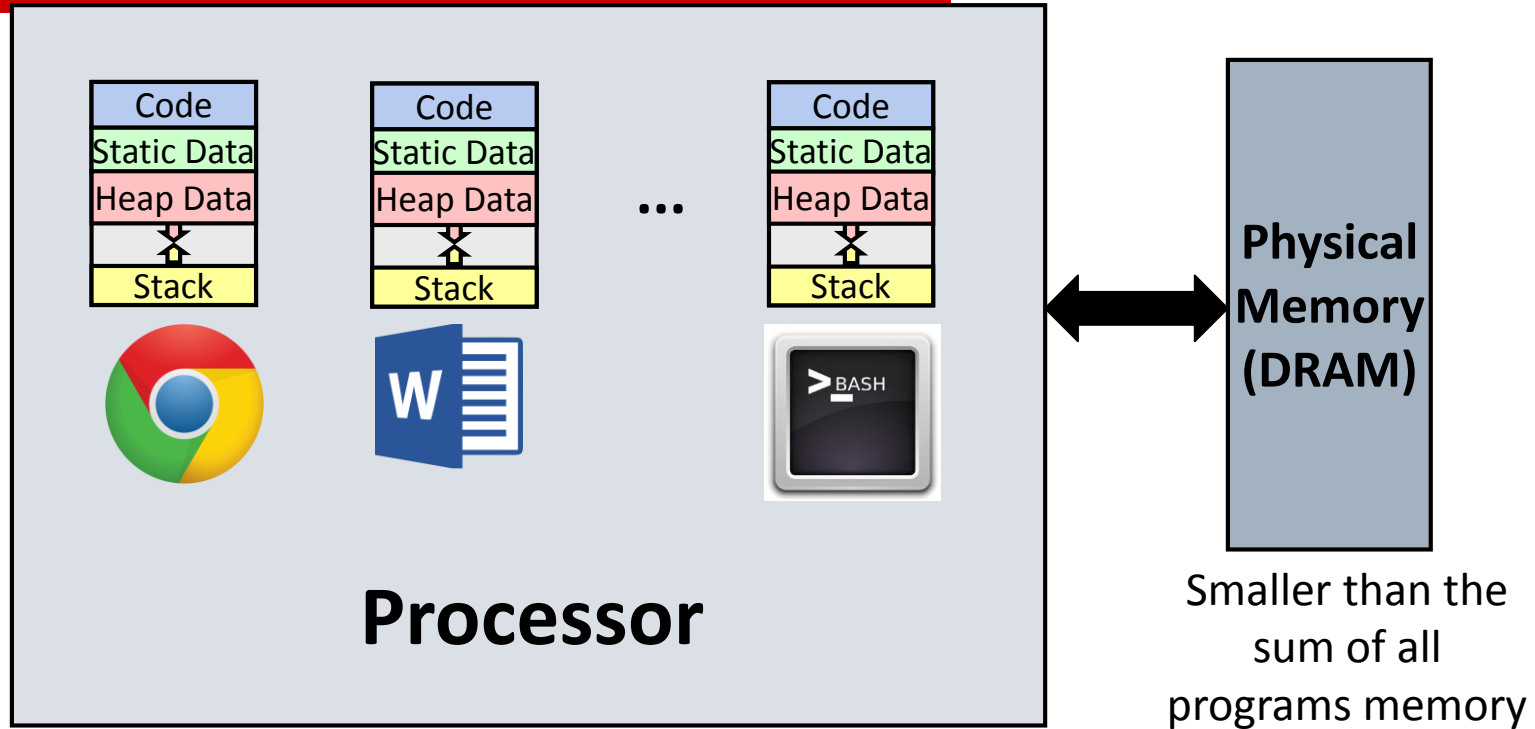 Code
Static Data
Heap Data
Stack
Code
Static Data
Heap Data
Stack
W
...
Code
Static Data
Heap Data
Stack
>_BASH
Processor
Physical
Memory
(DRAM)
Smaller than the
sum of all
programs memory